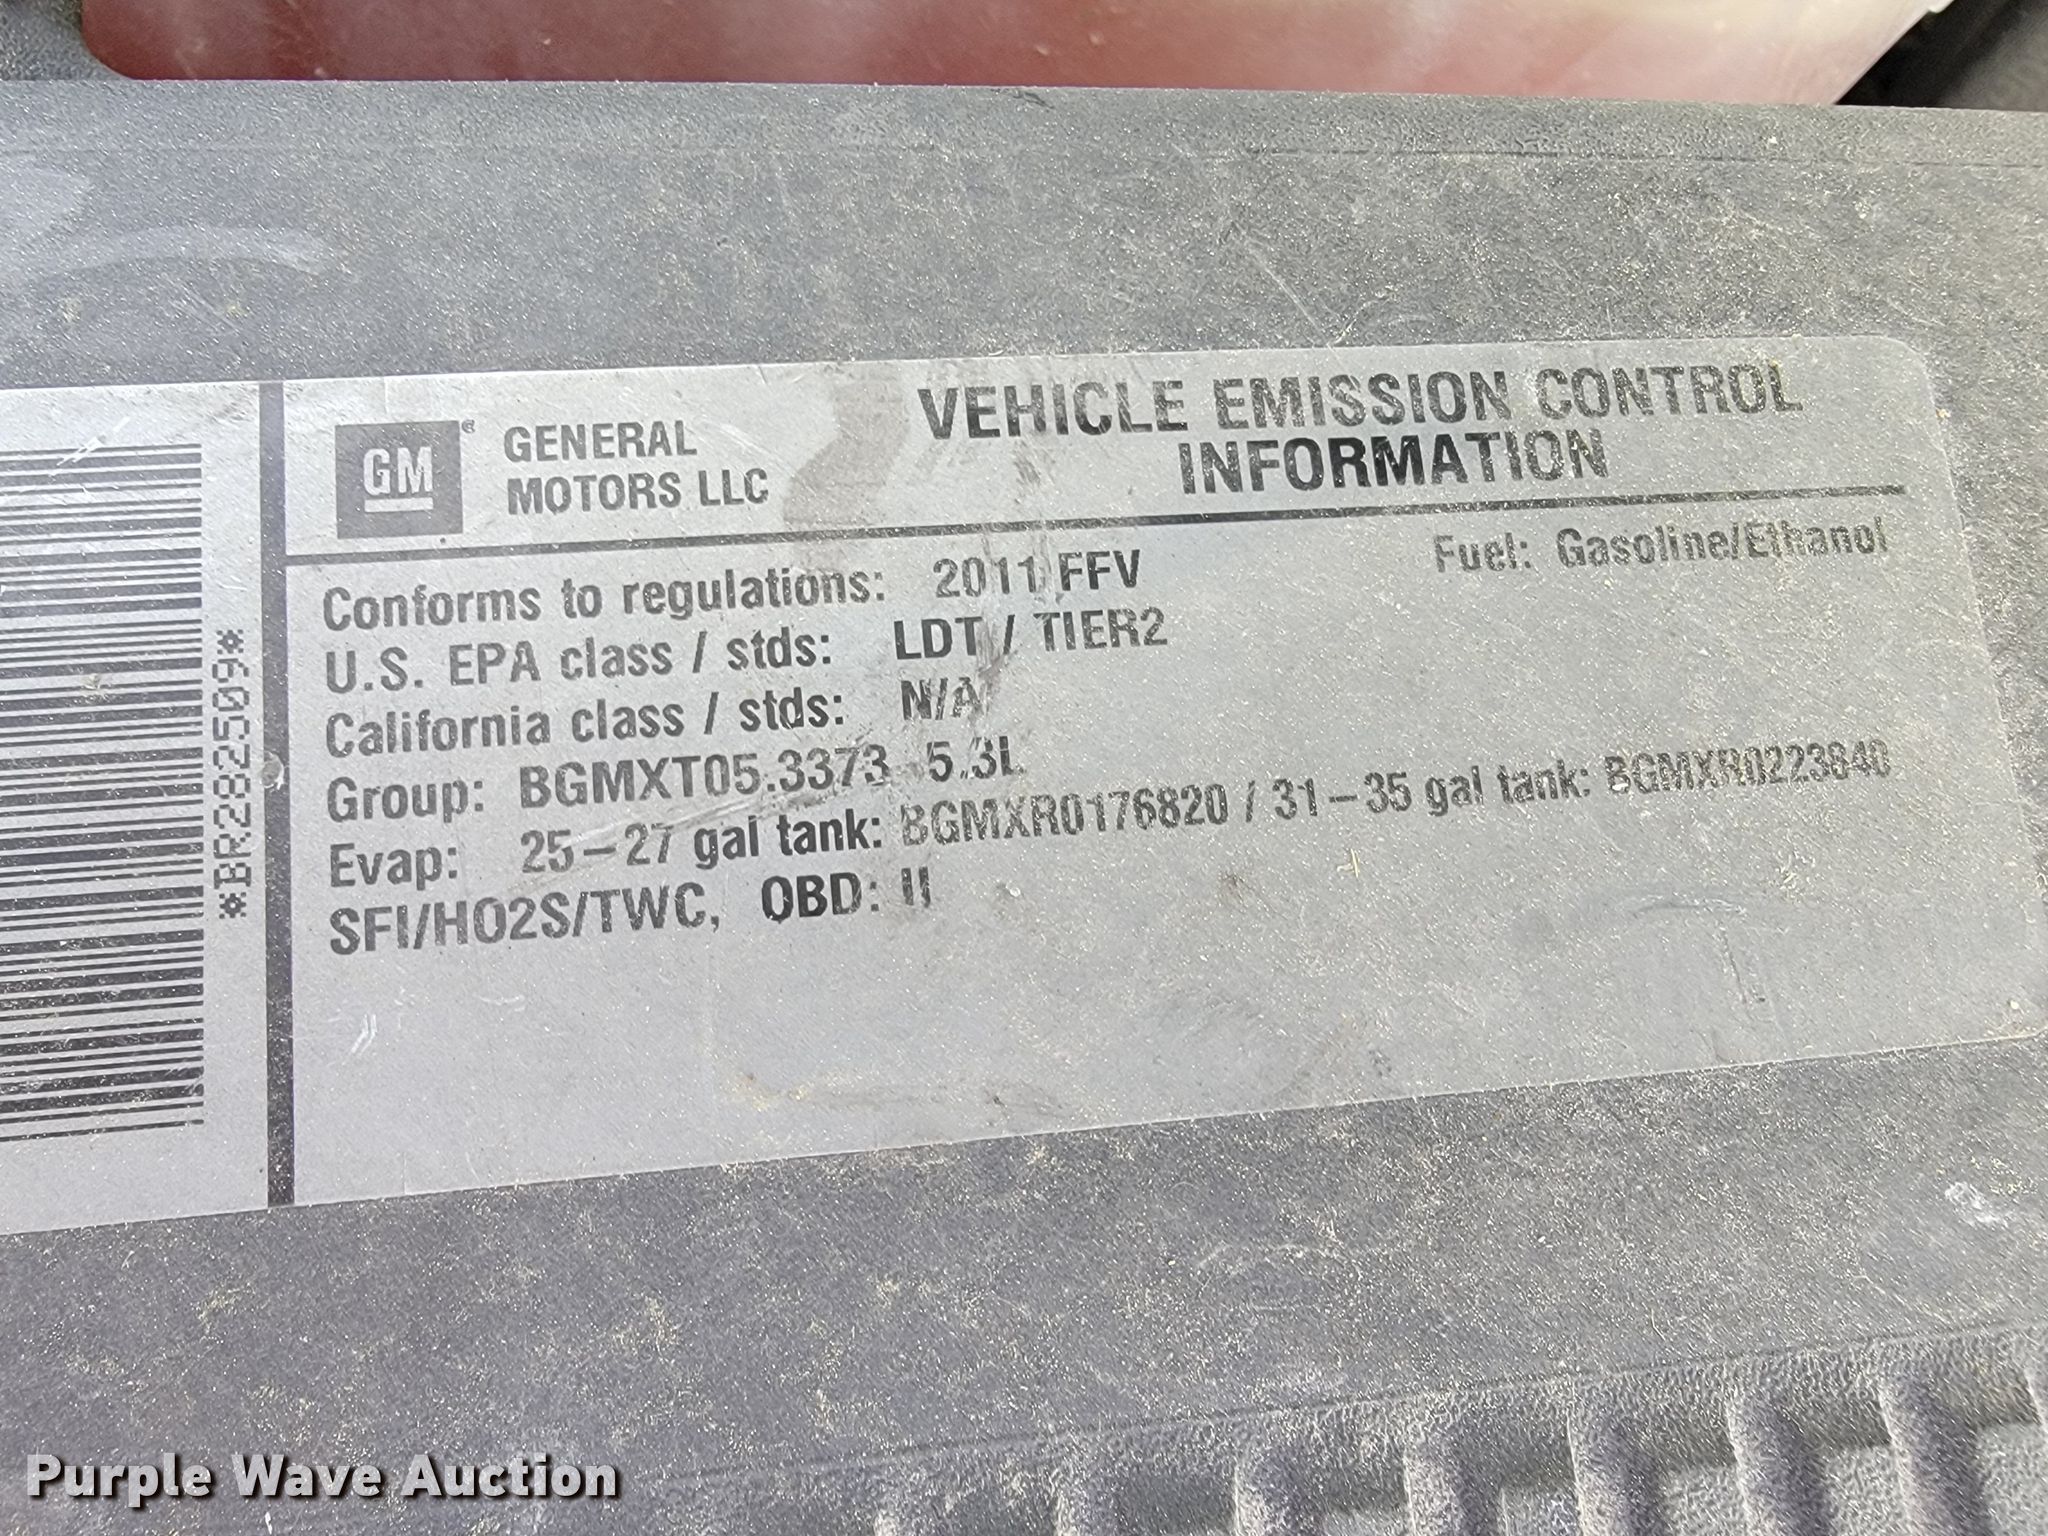 *BR282509*
GM
GENERAL
MOTORS LLC
VEHICLE EMISSION CONTROL
INFORMATION
Conforms to regulations: 2011 FFV
Fuel: Gasoline/Ethanol
U.S. EPA class / stds: LDT / TIER2
California class / stds: N/A
Group: BGMXT05.3373 5.3L
Evap: 25-27 gal tank: BGMXR0176820 / 31-35 gal tank: BGMXR0223840
SFI/HO2S/TWC, OBD: II
Purple Wave Auction